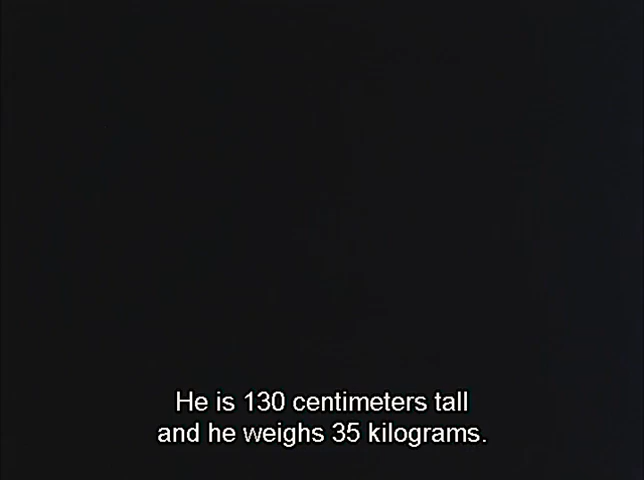 He is 130 centimeters tall
and he weighs 35 kilograms.